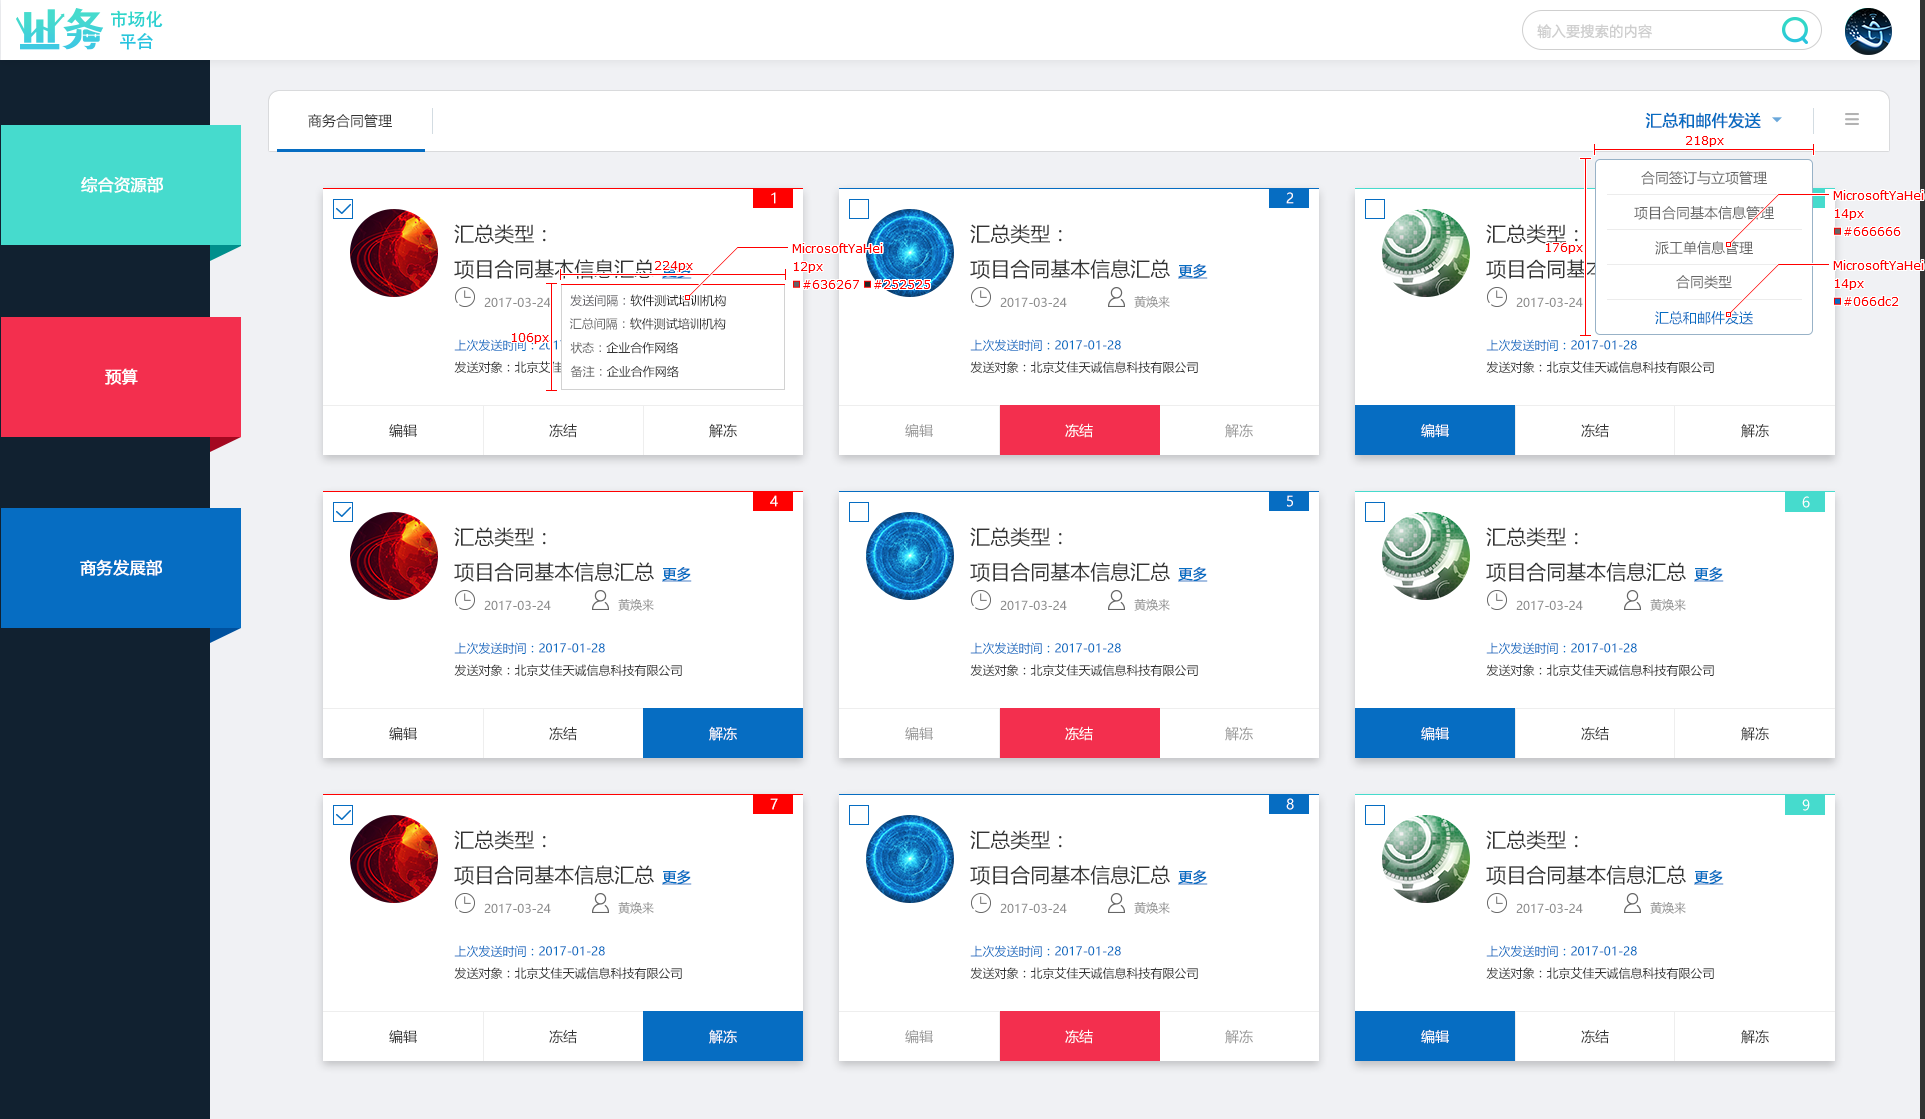 业务 市场化
平台
输入要搜索的内容
综合资源部
预算
商务发展部
商务合同管理
汇总和邮件发送
218px
合同签订与立项管理
项目合同基本信息管理
派工单信息管理
合同类型
汇总和邮件发送
176px
MicrosoftYaHei
14px
#666666
MicrosoftYaHei
14px
#066dc2
1
汇总类型：
项目合同基本信息汇总 更多
2017-03-24
上次发送时间：201
发送对象：北京艾佳
编辑 冻结 解冻
224px
106px
发送间隔：软件测试培训机构
汇总间隔：软件测试培训机构
状态：企业合作网络
备注：企业合作网络
MicrosoftYaHei
12px
#636267 #252525
2
汇总类型：
项目合同基本信息汇总 更多
2017-03-24 黄焕来
上次发送时间：2017-01-28
发送对象：北京艾佳天诚信息科技有限公司
编辑 冻结 解冻
汇总类型：
项目合同基本
2017-03-24
上次发送时间：2017-01-28
发送对象：北京艾佳天诚信息科技有限公司
编辑 冻结 解冻
4
汇总类型：
项目合同基本信息汇总 更多
2017-03-24 黄焕来
上次发送时间：2017-01-28
发送对象：北京艾佳天诚信息科技有限公司
编辑 冻结 解冻
5
汇总类型：
项目合同基本信息汇总 更多
2017-03-24 黄焕来
上次发送时间：2017-01-28
发送对象：北京艾佳天诚信息科技有限公司
编辑 冻结 解冻
6
汇总类型：
项目合同基本信息汇总 更多
2017-03-24 黄焕来
上次发送时间：2017-01-28
发送对象：北京艾佳天诚信息科技有限公司
编辑 冻结 解冻
7
汇总类型：
项目合同基本信息汇总 更多
2017-03-24 黄焕来
上次发送时间：2017-01-28
发送对象：北京艾佳天诚信息科技有限公司
编辑 冻结 解冻
8
汇总类型：
项目合同基本信息汇总 更多
2017-03-24 黄焕来
上次发送时间：2017-01-28
发送对象：北京艾佳天诚信息科技有限公司
编辑 冻结 解冻
9
汇总类型：
项目合同基本信息汇总 更多
2017-03-24 黄焕来
上次发送时间：2017-01-28
发送对象：北京艾佳天诚信息科技有限公司
编辑 冻结 解冻